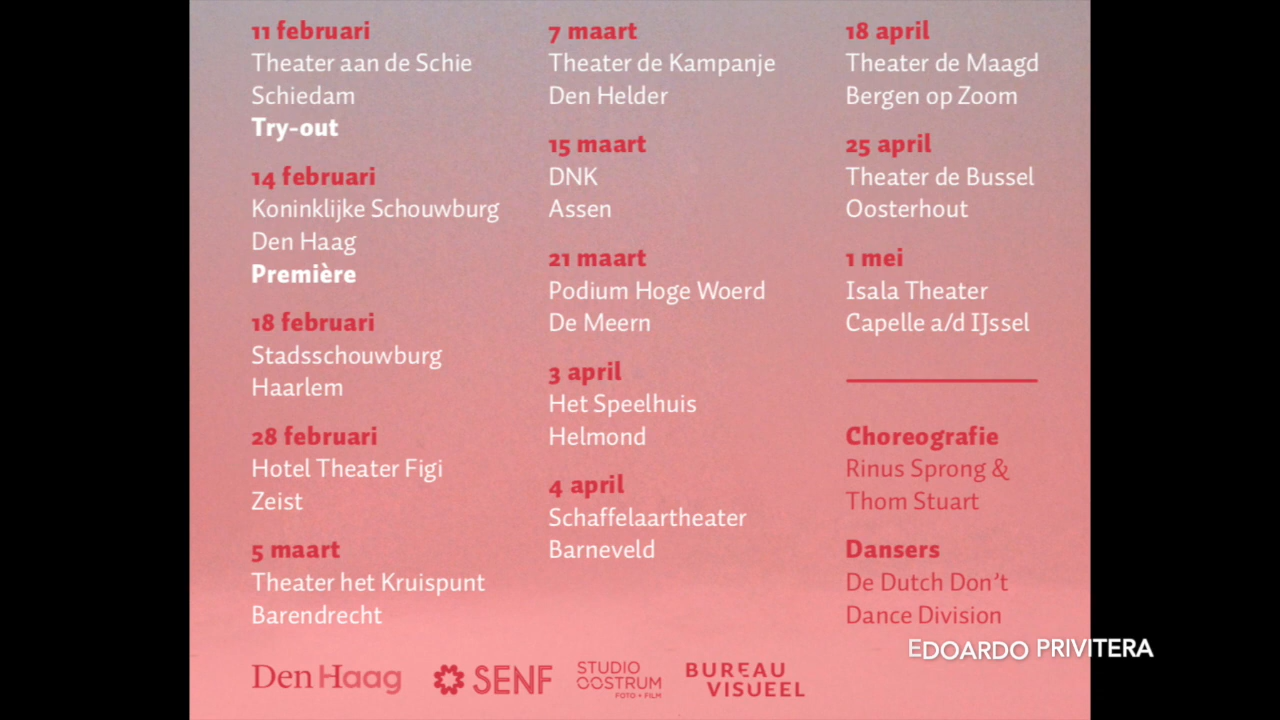 11 februari
Theater aan de Schie
Schiedam
Try-out
14 februari
Koninklijke Schouwburg
Den Haag
Première
18 februari
Stadsschouwburg
Haarlem
28 februari
Hotel Theater Figi
Zeist
5 maart
Theater het Kruispunt
Barendrecht
7 maart
Theater de Kampanje
Den Helder
15 maart
DNK
Assen
21 maart
Podium Hoge Woerd
De Meern
3 april
Het Speelhuis
Helmond
4 april
Schaffelaartheater
Barneveld
18 april
Theater de Maagd
Bergen op Zoom
25 april
Theater de Bussel
Oosterhout
1 mei
Isala Theater
Capelle a/d IJssel
Choreografie
Rinus Sprong &
Thom Stuart
Dansers
De Dutch Don't
Dance Division
EDOARDO PRIVITERA
Den Haag
SENF
STUDIO
OOSTRUM
FOTO + FILM
BUREAU
VISUEEL